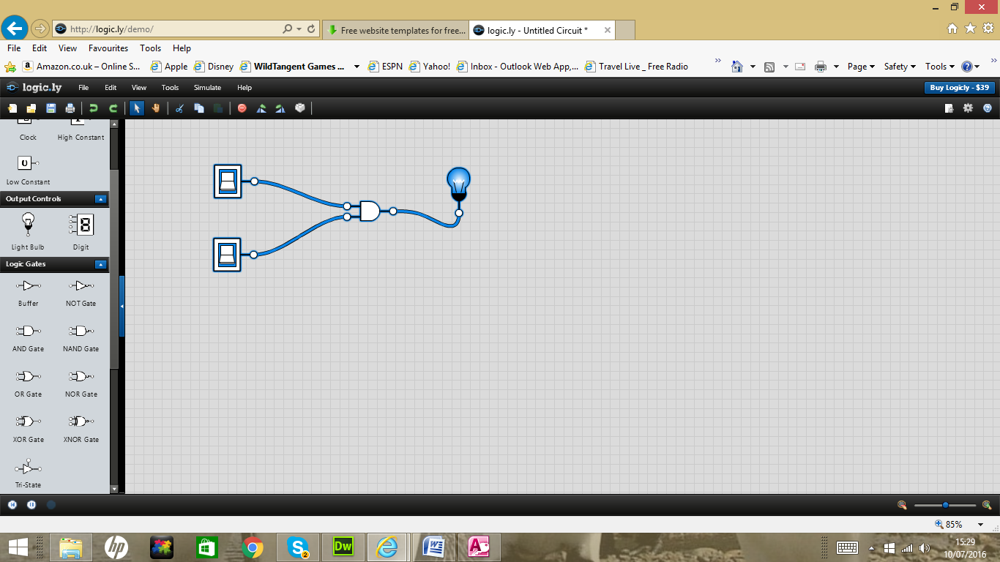 http://logic.ly/demo/
Free website templates for free...
logic.ly - Untitled Circuit *
File Edit View Favourites Tools Help
Amazon.co.uk – Online S... Apple Disney WildTangent Games ... ESPN Yahoo! Inbox - Outlook Web App,... Travel Live _ Free Radio Page Safety Tools
logic.ly File Edit View Tools Simulate Help Buy Logicly - $39
Clock High Constant
Low Constant
Output Controls
Light Bulb Digit
Logic Gates
Buffer NOT Gate
AND Gate NAND Gate
OR Gate NOR Gate
XOR Gate XNOR Gate
Tri-State
85%
hp
S 2
Dw
W
A
15:29
10/07/2016